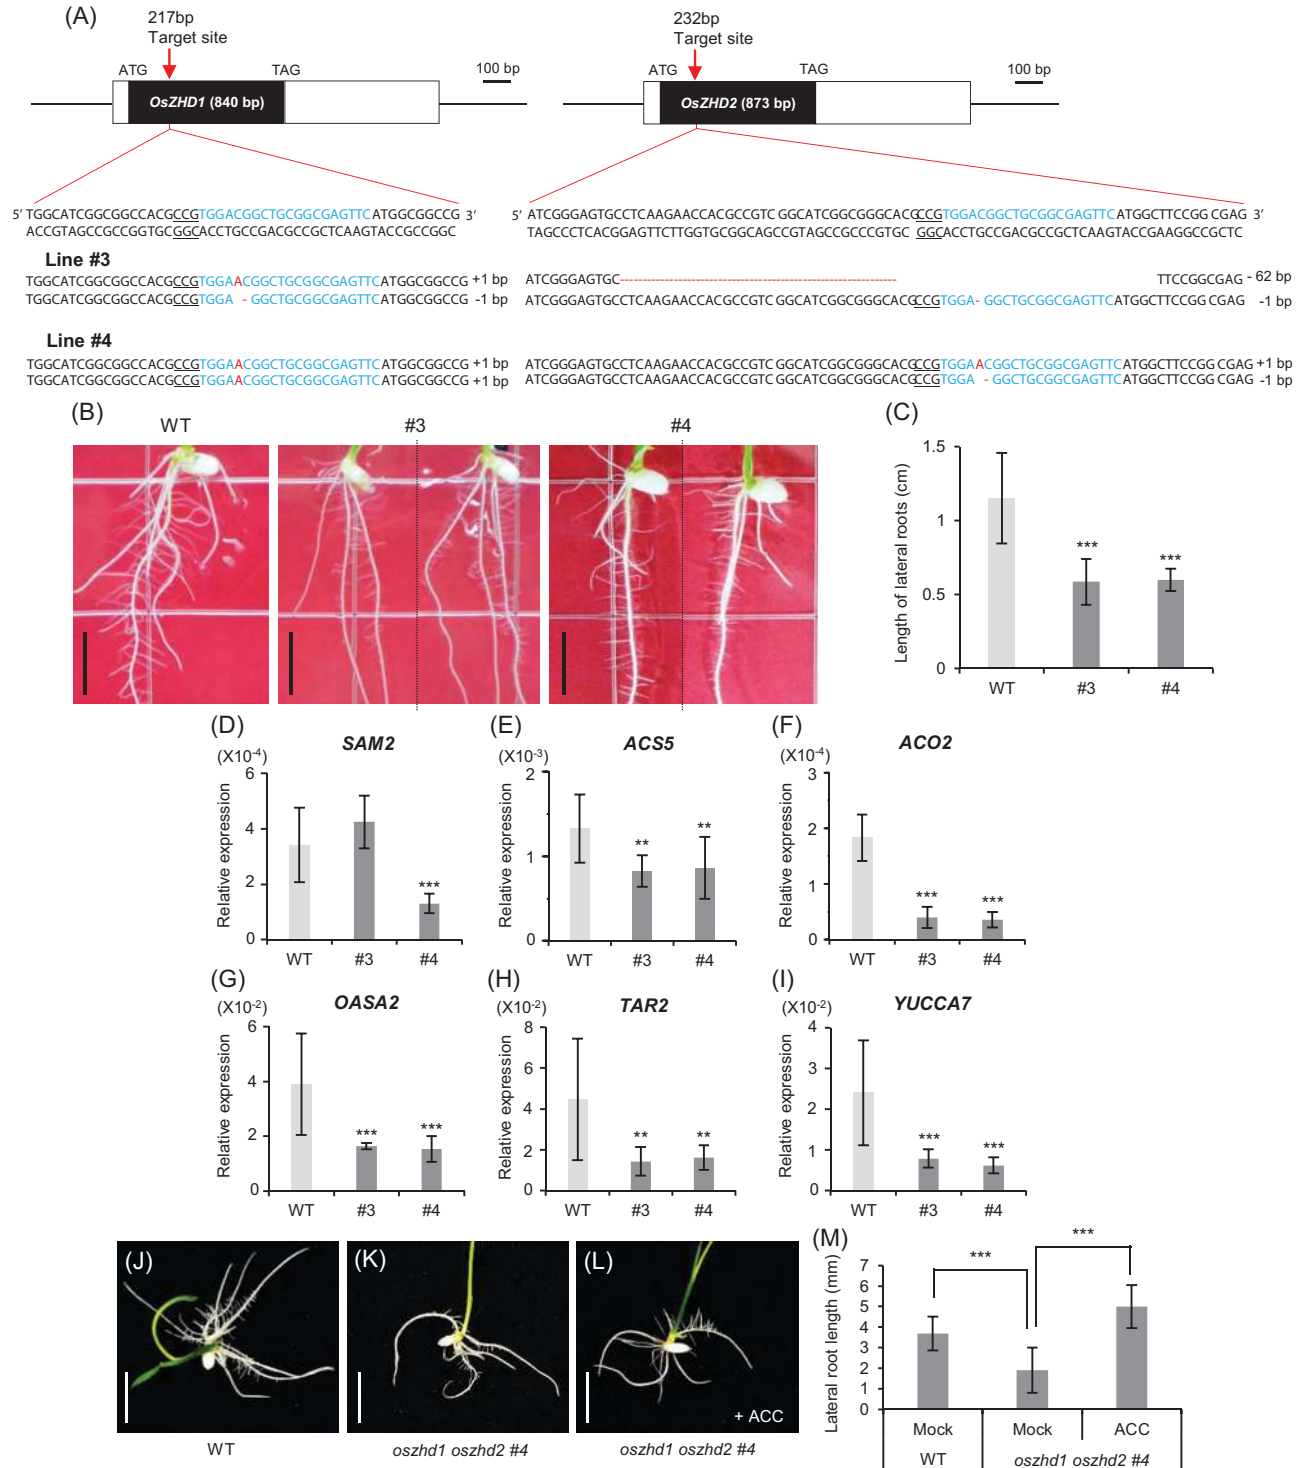 (A)
217bp
Target site
232bp
Target site
ATG
TAG
100 bp
ATG
TAG
100 bp
OsZHD1 (840 bp)
OsZHD2 (873 bp)
5' TGGCATCGGCGGCCACGCCGTGGACGGCTGCGGCGAGTTCATGGCGGCCG 3'
ACCGTAGCCGCCGGTGCGGCACCTGCCGACGCCGCTCAAGTACCGCCGGC
5' ATCGGGAGTGCCTCAAGAACCACGCCGTC GGCATCGGCGGGCACGCCGTGGACGGCTGCGGCGAGTTCATGGCTTCCGGCGAG 3'
TAGCCCTCACGGAGTTCTTGGTGCGGCAGCCGTAGCCGCCCGTGC GGCACCTGCCGACGCCGCTCAAGTACCGAAGGCCGCTC
Line #3
TGGCATCGGCGGCCACGCCGTGGAACGGCTGCGGCGAGTTCATGGCGGCCG +1 bp
TGGCATCGGCGGCCACGCCGTGGA - GGCTGCGGCGAGTTCATGGCGGCCG -1 bp
ATCGGGAGTGC--------------------------------------------------------------TTCCGGCGAG - 62 bp
ATCGGGAGTGCCTCAAGAACCACGCCGTC GGCATCGGCGGGCACGCCGTGGA- GGCTGCGGCGAGTTCATGGCTTCCGGCGAG -1 bp
Line #4
TGGCATCGGCGGCCACGCCGTGGAACGGCTGCGGCGAGTTCATGGCGGCCG +1 bp
TGGCATCGGCGGCCACGCCGTGGAACGGCTGCGGCGAGTTCATGGCGGCCG +1 bp
ATCGGGAGTGCCTCAAGAACCACGCCGTC GGCATCGGCGGGCACGCCGTGGAACGGCTGCGGCGAGTTCATGGCTTCCGGCGAG +1 bp
ATCGGGAGTGCCTCAAGAACCACGCCGTC GGCATCGGCGGGCACGCCGTGGA - GGCTGCGGCGAGTTCATGGCTTCCGGCGAG -1 bp
(B)
WT
#3
#4
(C)
Length of lateral roots (cm)
1.5
1
0.5
0
***
***
WT
#3
#4
(D)
(X10-4)
SAM2
Relative expression
6
4
2
0
***
WT
#3
#4
(E)
(X10-3)
ACS5
Relative expression
2
1
0
**
**
WT
#3
#4
(F)
(X10-4)
ACO2
Relative expression
3
2
1
0
***
***
WT
#3
#4
(G)
(X10-2)
OASA2
Relative expression
6
4
2
0
***
***
WT
#3
#4
(H)
(X10-2)
TAR2
Relative expression
8
6
4
2
0
**
**
WT
#3
#4
(I)
(X10-2)
YUCCA7
Relative expression
4
3
2
1
0
***
***
WT
#3
#4
(J)
WT
(K)
oszhd1 oszhd2 #4
(L)
+ ACC
oszhd1 oszhd2 #4
(M)
Lateral root length (mm)
7
6
5
4
3
2
1
0
***
***
Mock
Mock
ACC
WT
oszhd1 oszhd2 #4